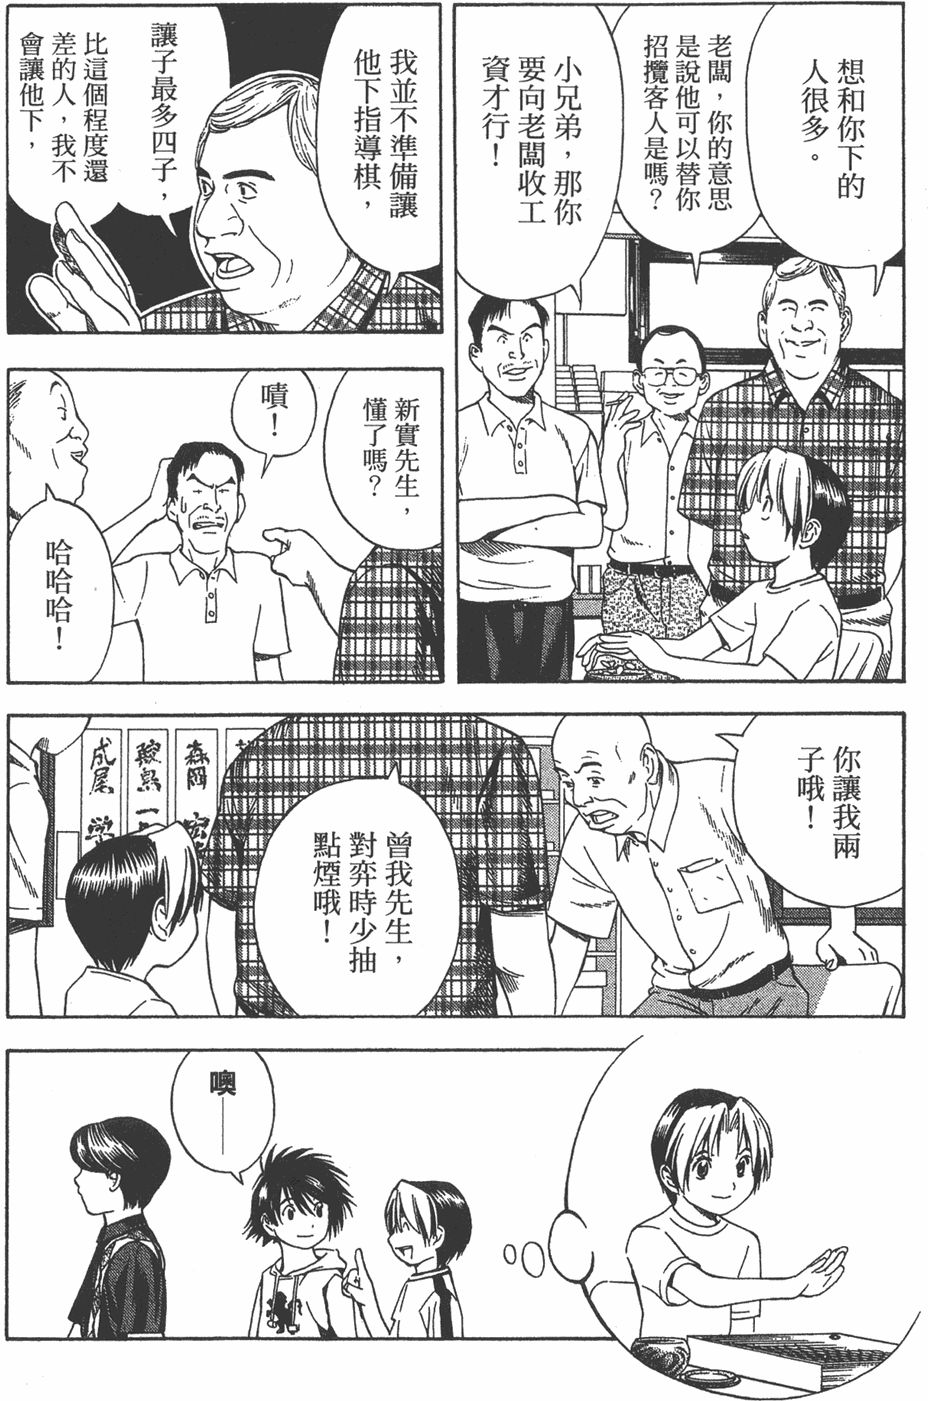 想和你下的
人很多。
老闆，你的意思
是說他可以替你
招攬客人是嗎？
小兄弟，那你
要向老闆收工
資才行！
我並不準備讓
他下指導棋，
讓子最多四子，
比這個程度還
差的人，我不
會讓他下，
新實先生，
懂了嗎？
嘖！
哈哈哈！
你讓我兩
子哦！
曾我先生，
對弈時少抽
點煙哦！
森岡 宏
成尾 学
噢──